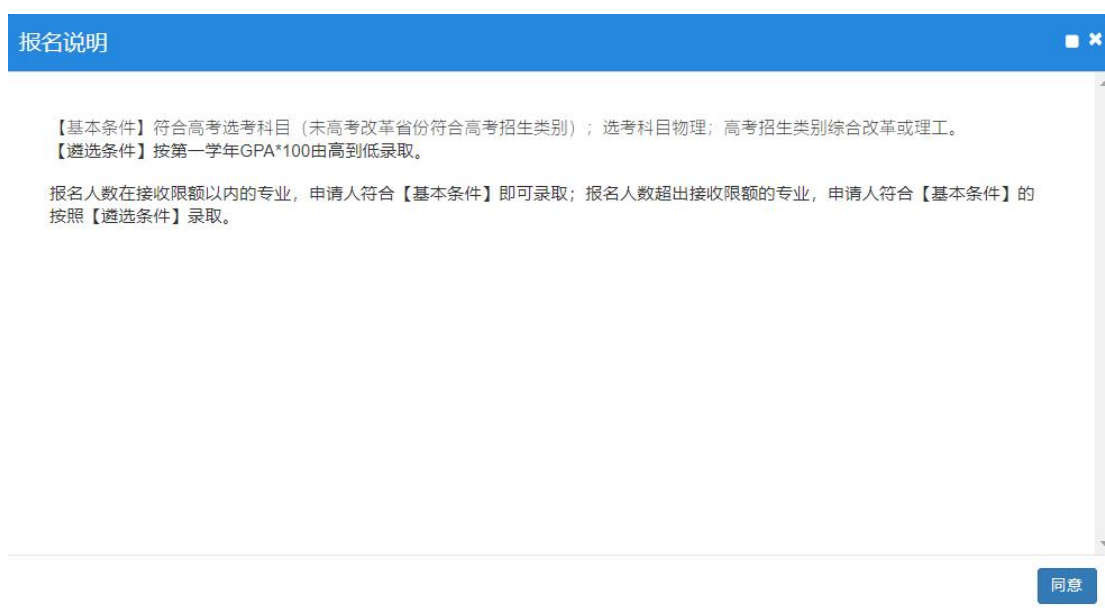 报名说明
【基本条件】符合高考选考科目（未高考改革省份符合高考招生类别）；选考科目物理；高考招生类别综合改革或理工。
【遴选条件】按第一学年GPA*100由高到低录取。
报名人数在接收限额以内的专业，申请人符合【基本条件】即可录取；报名人数超出接收限额的专业，申请人符合【基本条件】的
按照【遴选条件】录取。
同意